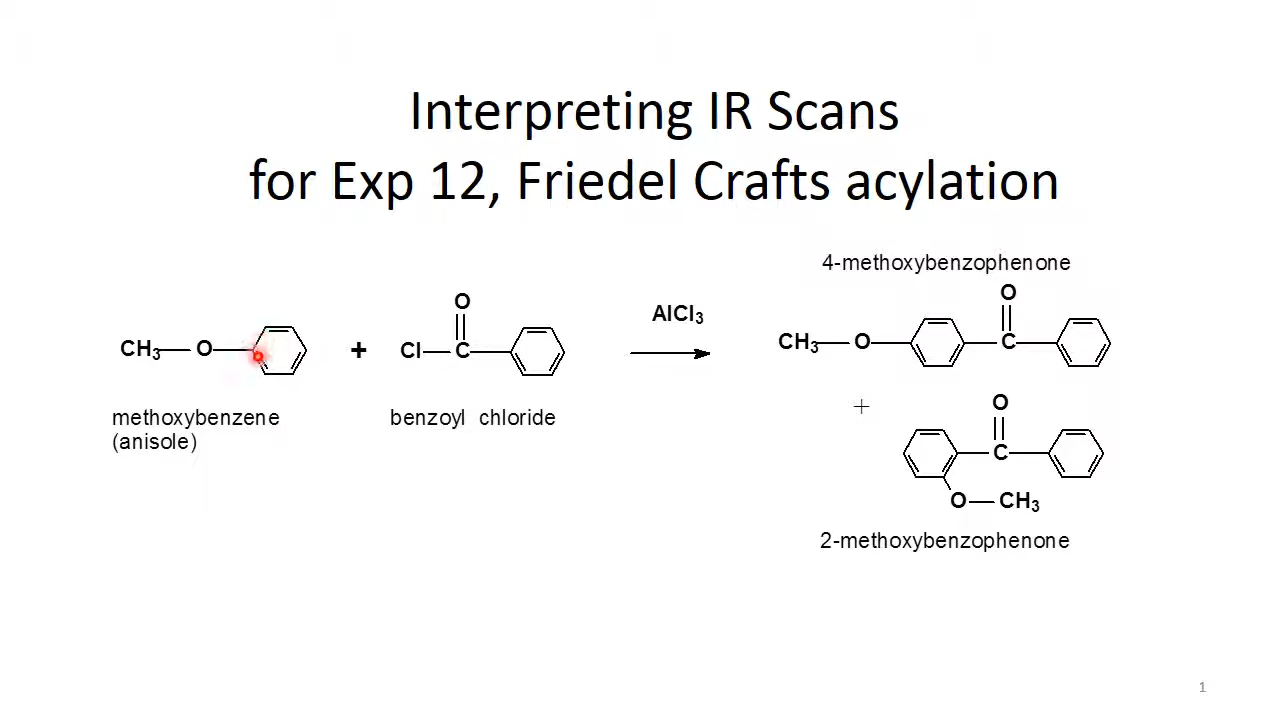 Interpreting IR Scans
for Exp 12, Friedel Crafts acylation
CH3 O
+
O
Cl C
AlCl3
4-methoxybenzophenone
O
CH3 O C
+
O
C
O CH3
2-methoxybenzophenone
methoxybenzene
(anisole)
benzoyl chloride
1